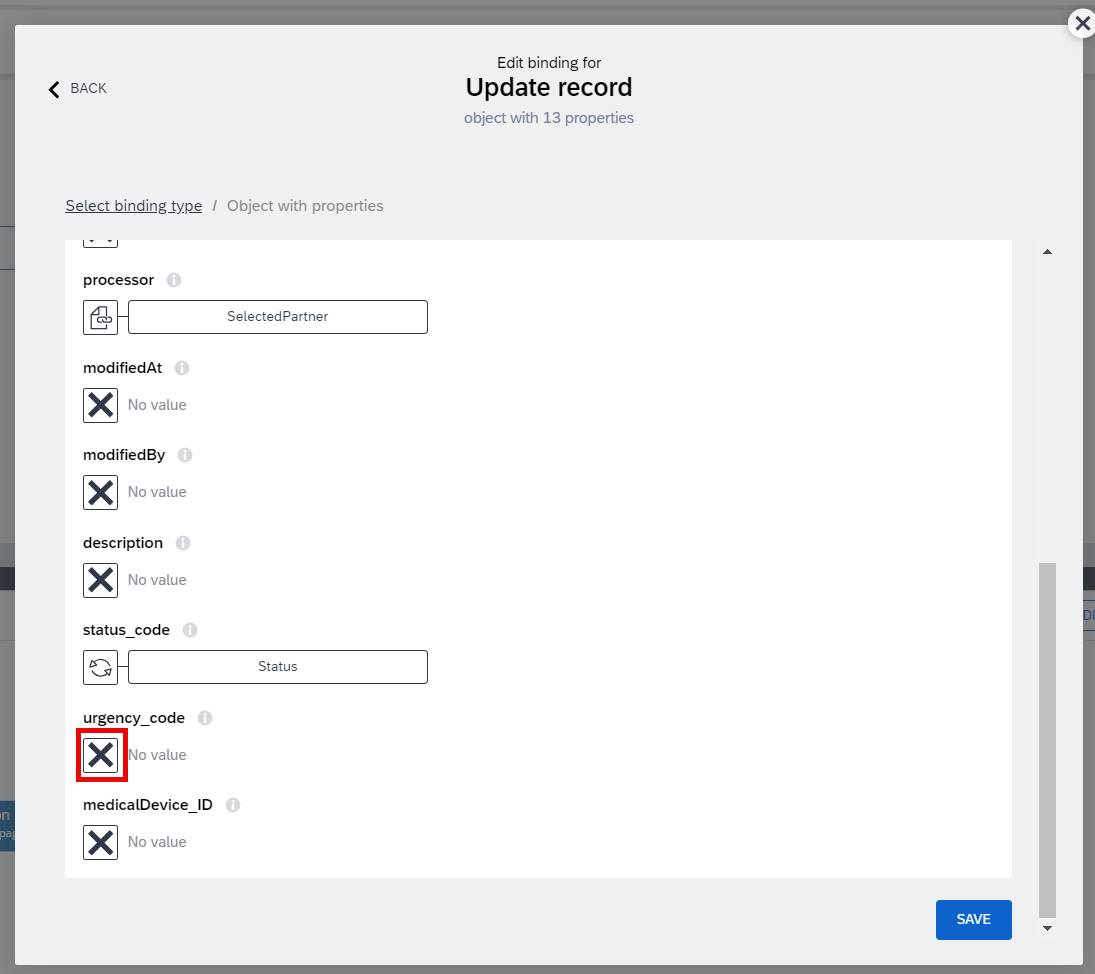 Edit binding for
BACK
Update record
object with 13 properties
Select binding type / Object with properties
processor
SelectedPartner
modifiedAt
No value
modifiedBy
No value
description
No value
status_code
Status
urgency_code
No value
medicalDevice_ID
No value
SAVE